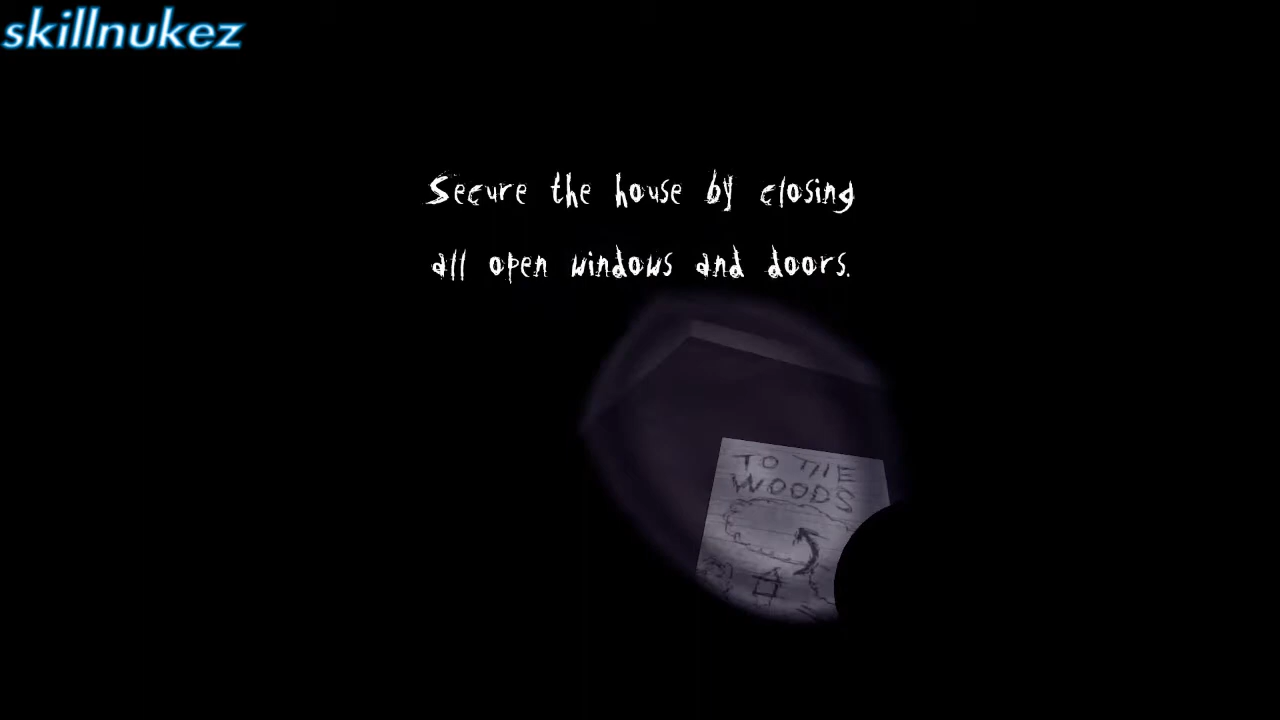 skillnukez
Secure the house by closing
all open windows and doors.
TO THE
WOODS